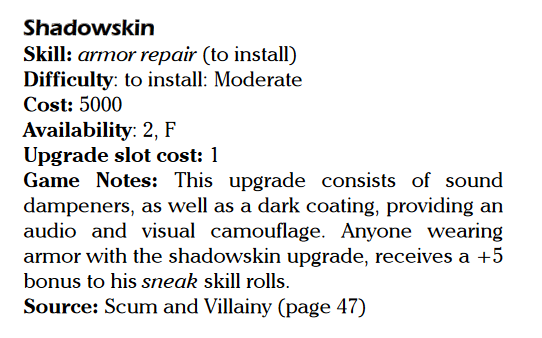 Shadowskin
Skill: armor repair (to install)
Difficulty: to install: Moderate
Cost: 5000
Availability: 2, F
Upgrade slot cost: 1
Game Notes: This upgrade consists of sound
dampeners, as well as a dark coating, providing an
audio and visual camouflage. Anyone wearing
armor with the shadowskin upgrade, receives a +5
bonus to his sneak skill rolls.
Source: Scum and Villainy (page 47)